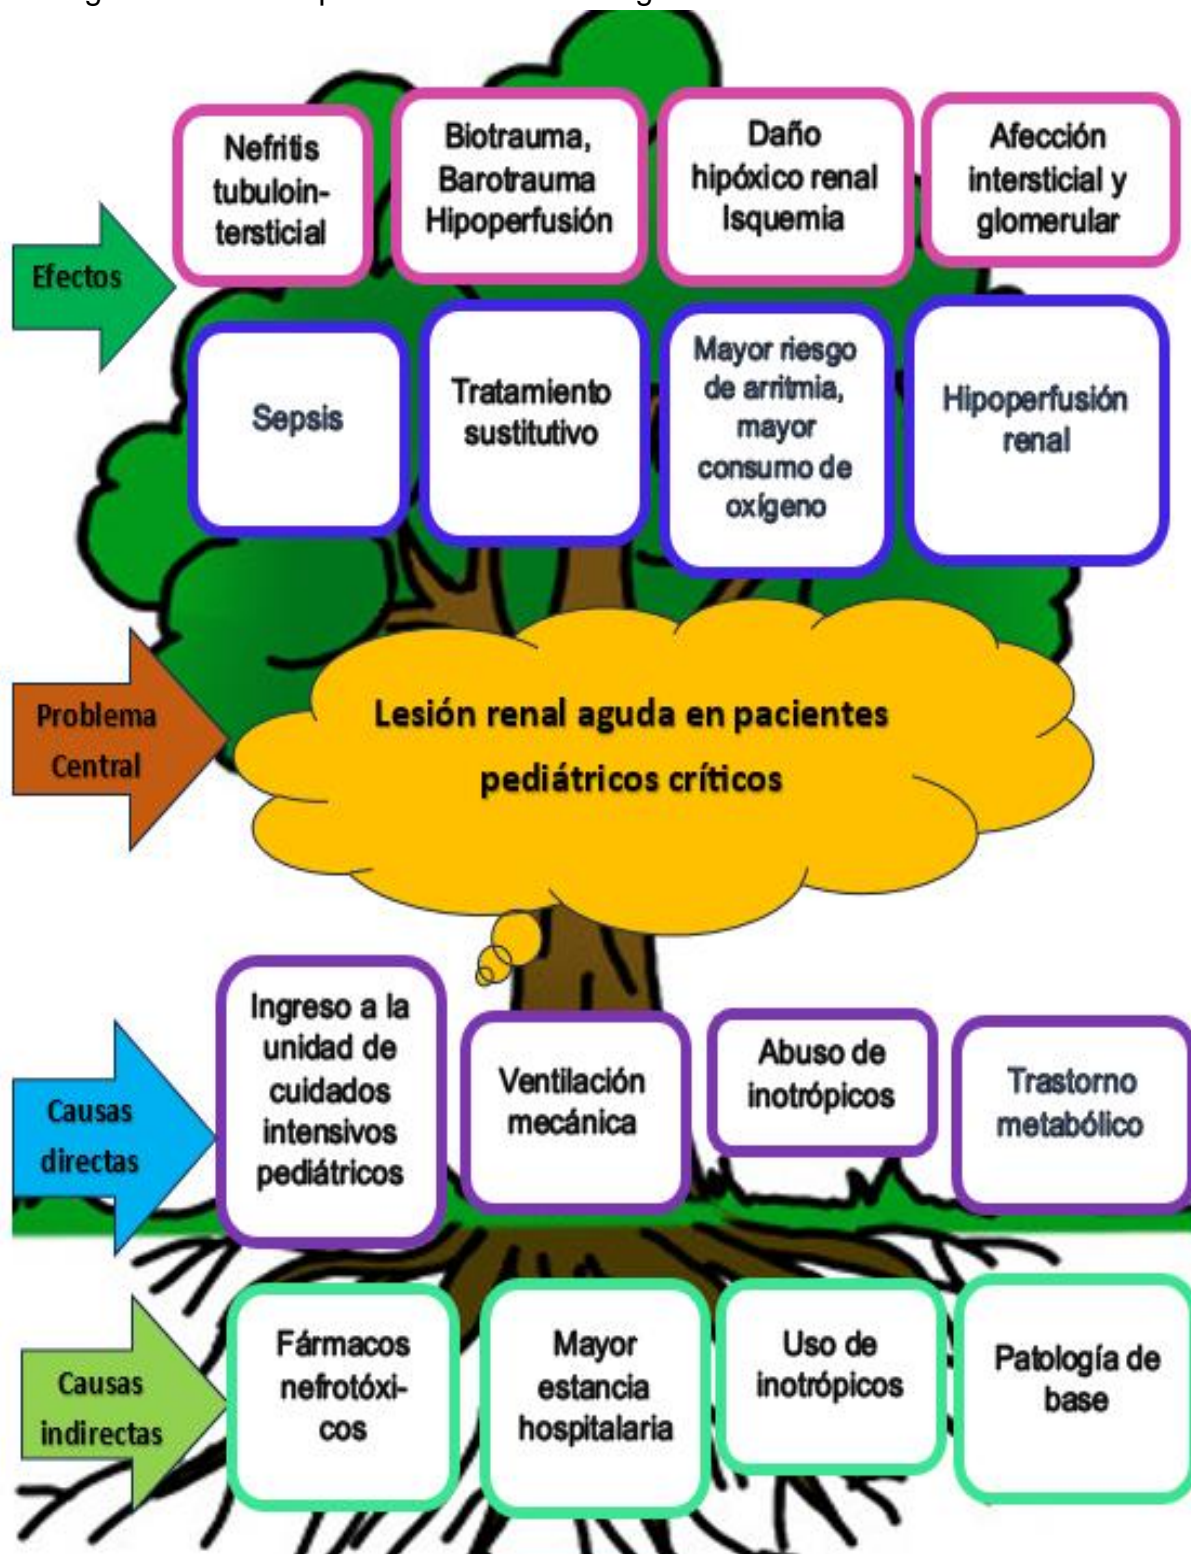 Nefritis
tubuloin-
tersticial
Biotrauma,
Barotrauma
Hipoperfusión
Daño
hipóxico renal
Isquemia
Afección
intersticial y
glomerular
Efectos
Sepsis
Tratamiento
sustitutivo
Mayor riesgo
de arritmia,
mayor
consumo de
oxígeno
Hipoperfusión
renal
Problema
Central
Lesión renal aguda en pacientes
pediátricos críticos
Causas
directas
Ingreso a la
unidad de
cuidados
intensivos
pediátricos
Ventilación
mecánica
Abuso de
inotrópicos
Trastorno
metabólico
Causas
indirectas
Fármacos
nefrotóxi-
cos
Mayor
estancia
hospitalaria
Uso de
inotrópicos
Patología de
base